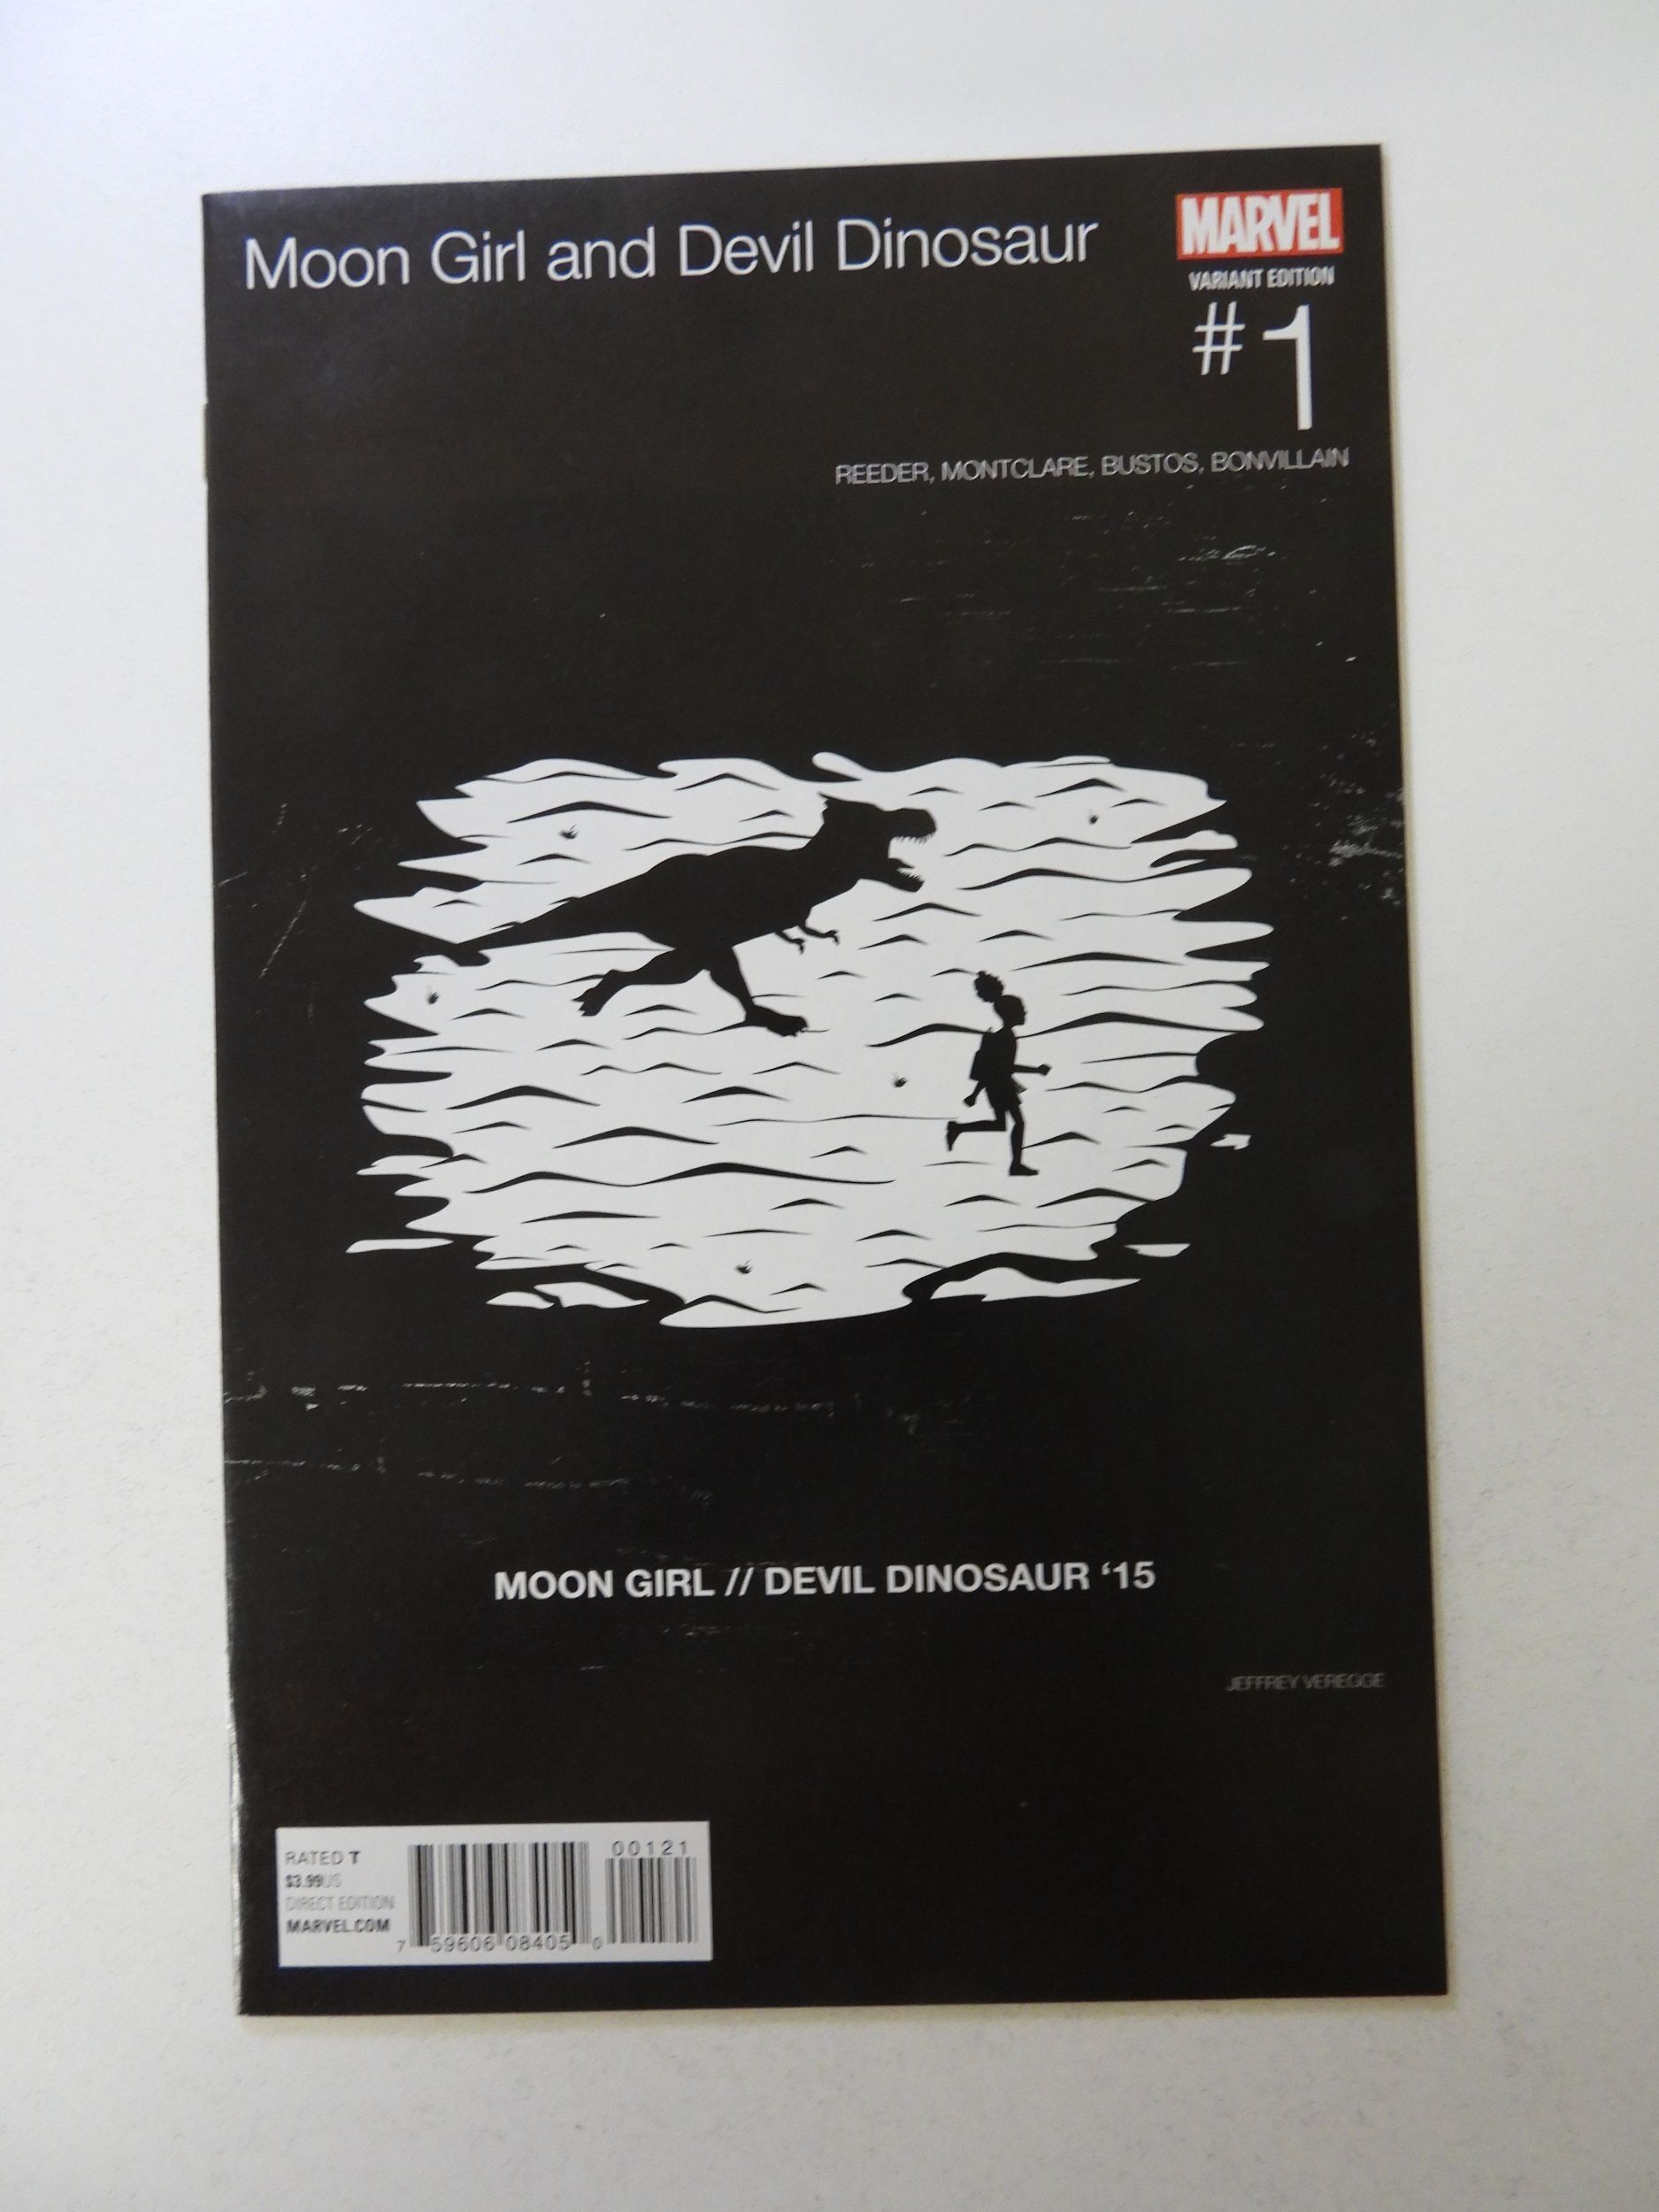 Moon Girl and Devil Dinosaur
MARVEL
VARIANT EDITION
#1
REEDER, MONTCLARE, BUSTOS, BONVILLAIN
MOON GIRL // DEVIL DINOSAUR ‘15
JEFFREY VEREGGE
RATED T
$3.99US
DIRECT EDITION
MARVEL.COM
00121
7 59606 08405 0